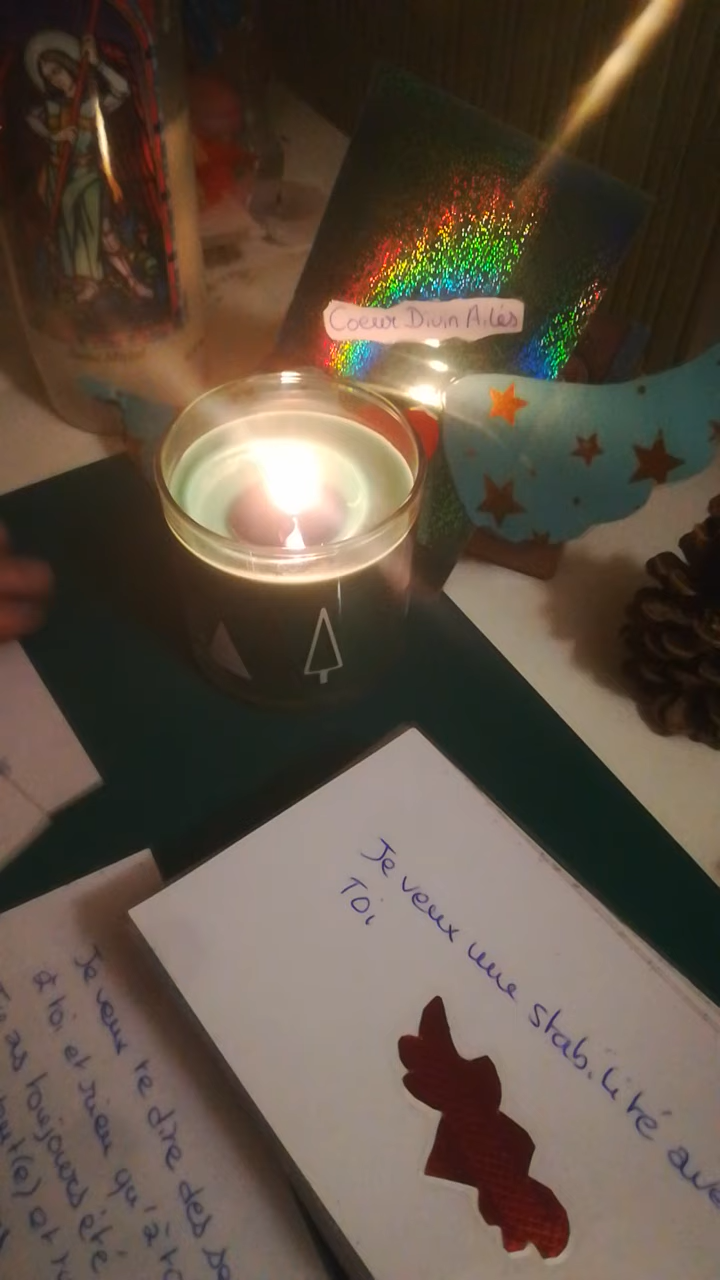 Coeur Divin Ailés
Je veux une stabilité avec
Toi
Je veux te dire des
à toi et rien qu'à
as toujours été